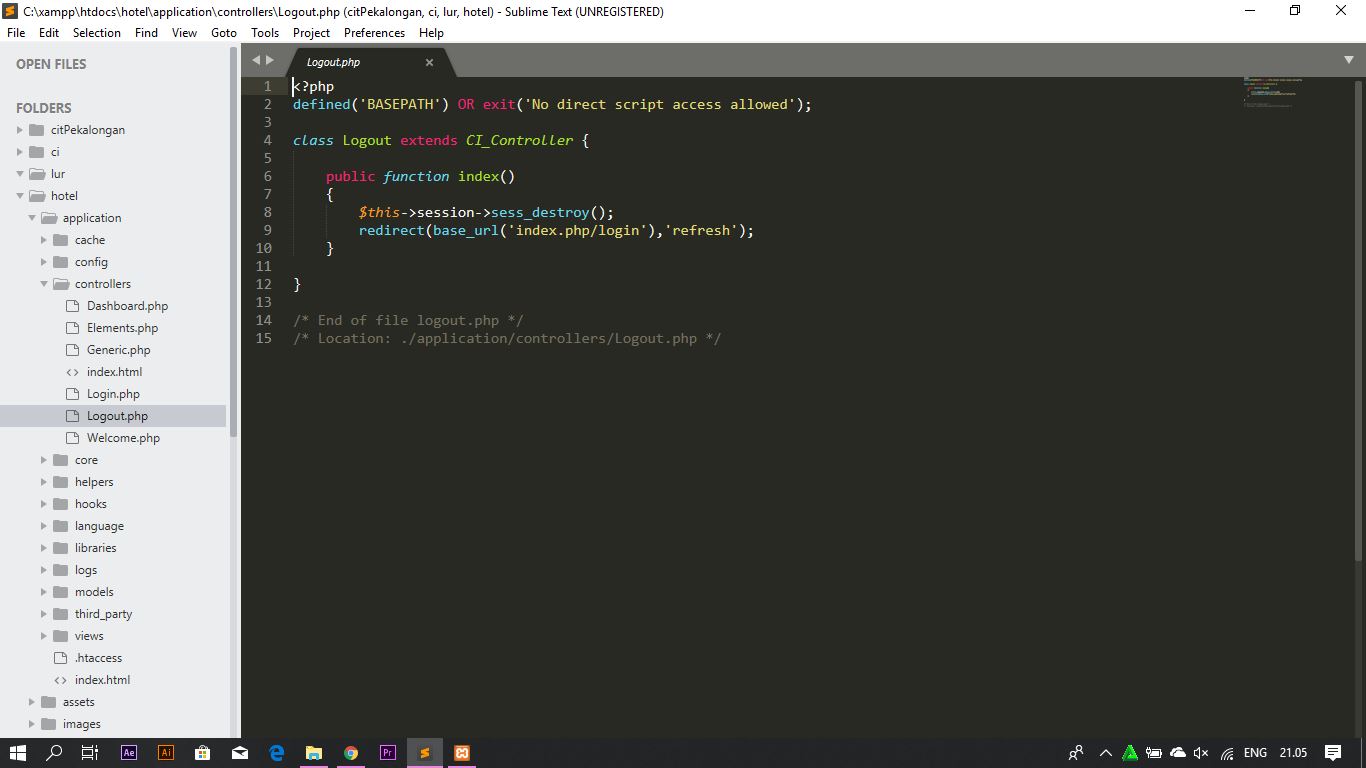 C:\xampp\htdocs\hotel\application\controllers\Logout.php (citPekalongan, ci, lur, hotel) - Sublime Text (UNREGISTERED)
File Edit Selection Find View Goto Tools Project Preferences Help
OPEN FILES
FOLDERS
citPekalongan
ci
lur
hotel
application
cache
config
controllers
Dashboard.php
Elements.php
Generic.php
index.html
Login.php
Logout.php
Welcome.php
core
helpers
hooks
language
libraries
logs
models
third_party
views
.htaccess
index.html
assets
images
Logout.php
1 <?php
2 defined('BASEPATH') OR exit('No direct script access allowed');
3
4 class Logout extends CI_Controller {
5
6 public function index()
7 {
8 $this->session->sess_destroy();
9 redirect(base_url('index.php/login'),'refresh');
10 }
11
12 }
13
14 /* End of file logout.php */
15 /* Location: ./application/controllers/Logout.php */
Ae Ai Pr ENG 21.05